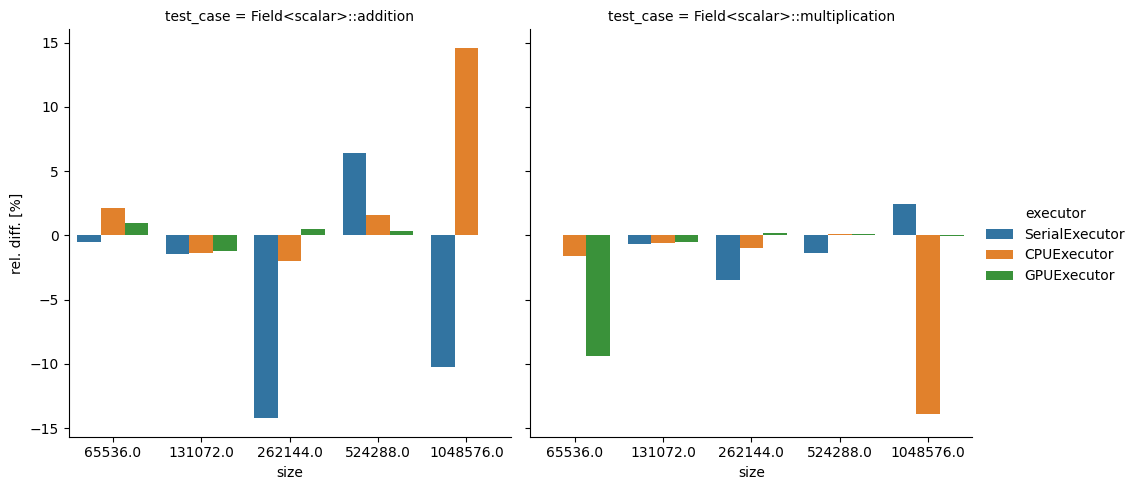 test_case = Field<scalar>::addition
test_case = Field<scalar>::multiplication
rel. diff. [%]
15
10
5
0
−5
−10
−15
65536.0 131072.0 262144.0 524288.0 1048576.0
size
65536.0 131072.0 262144.0 524288.0 1048576.0
size
executor
SerialExecutor
CPUExecutor
GPUExecutor